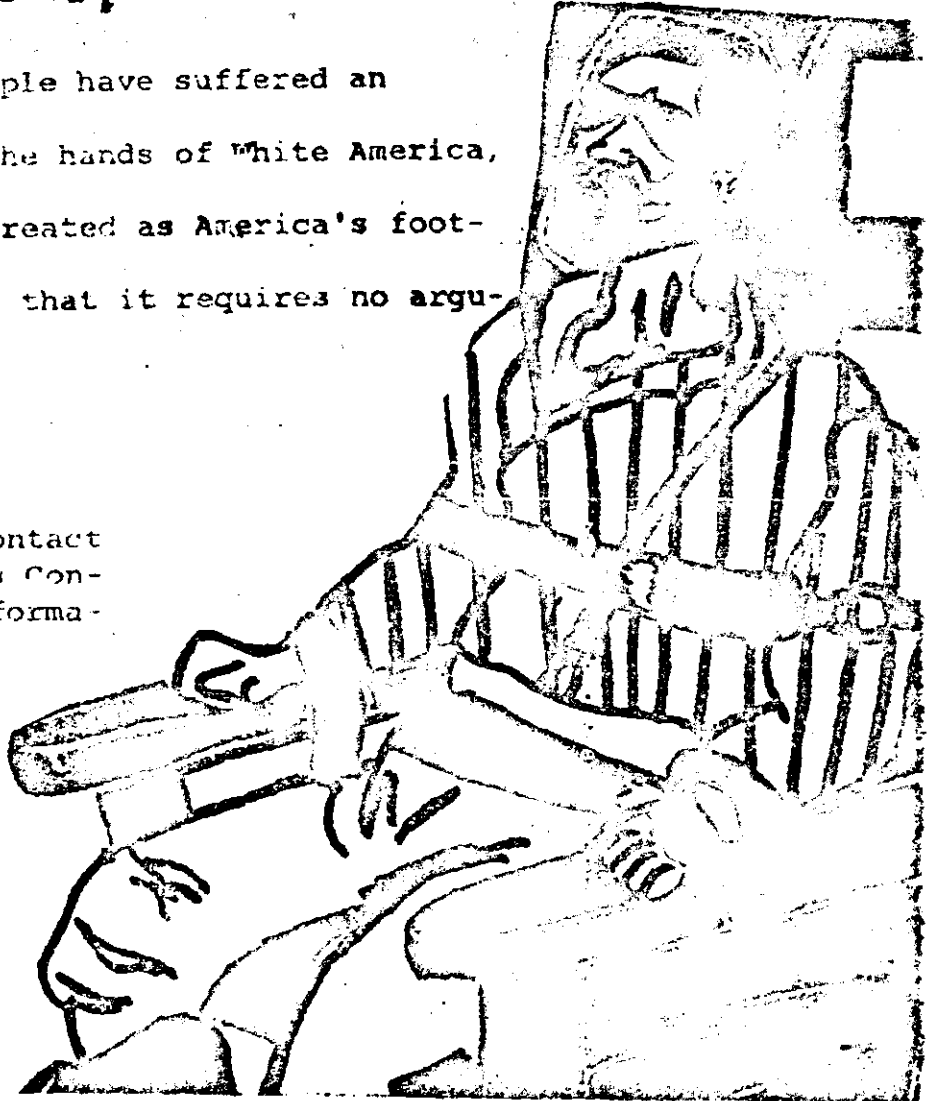 ple have suffered an
he hands of White America,
reated as America's foot-
that it requires no argu-
ontact
s Con-
forma-